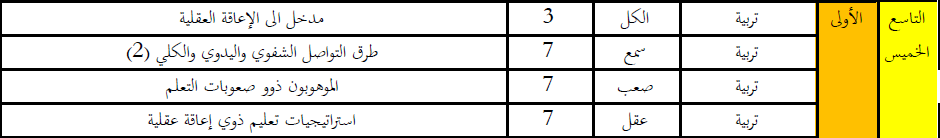 التاسع الخميس الأولى تربية الكل 3 مدخل الى الإعاقة العقلية
تربية سمع 7 طرق التواصل الشفوي واليدوي والكلي (2)
تربية صعب 7 الموهوبون ذوو صعوبات التعلم
تربية عقل 7 استراتيجيات تعليم ذوي إعاقة عقلية